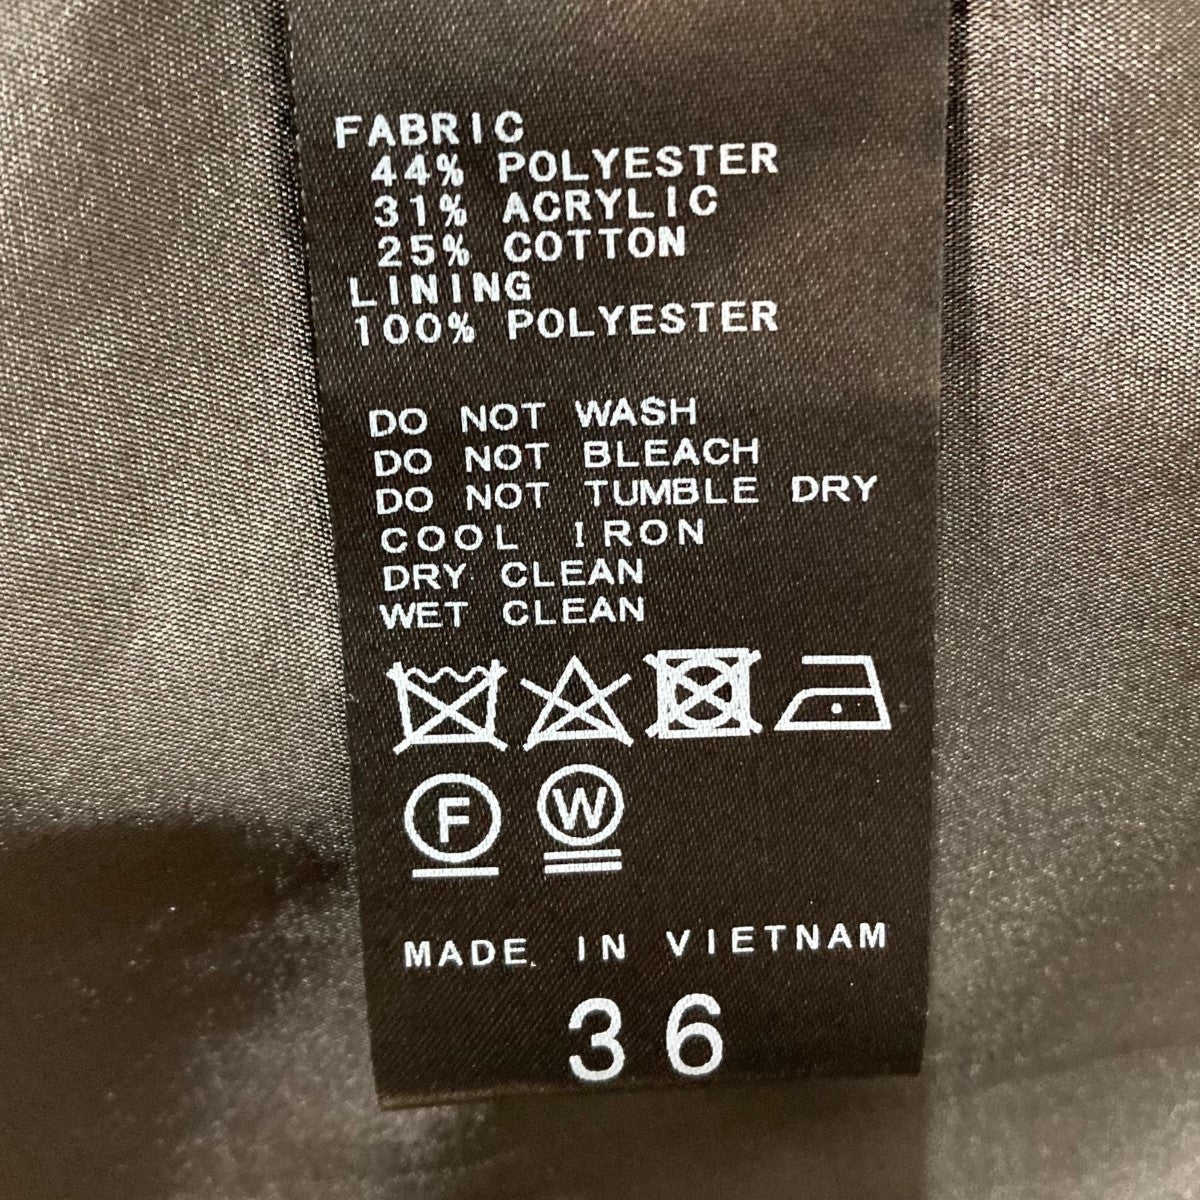 FABRIC
44% POLYESTER
31% ACRYLIC
25% COTTON
LINING
100% POLYESTER
DO NOT WASH
DO NOT BLEACH
DO NOT TUMBLE DRY
COOL IRON
DRY CLEAN
WET CLEAN
F W
MADE IN VIETNAM
36